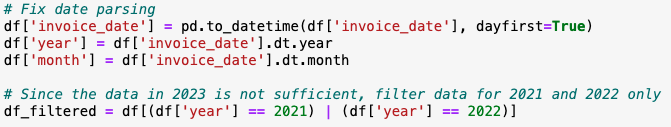 # Fix date parsing
df['invoice_date'] = pd.to_datetime(df['invoice_date'], dayfirst=True)
df['year'] = df['invoice_date'].dt.year
df['month'] = df['invoice_date'].dt.month
# Since the data in 2023 is not sufficient, filter data for 2021 and 2022 only
df_filtered = df[(df['year'] == 2021) | (df['year'] == 2022)]